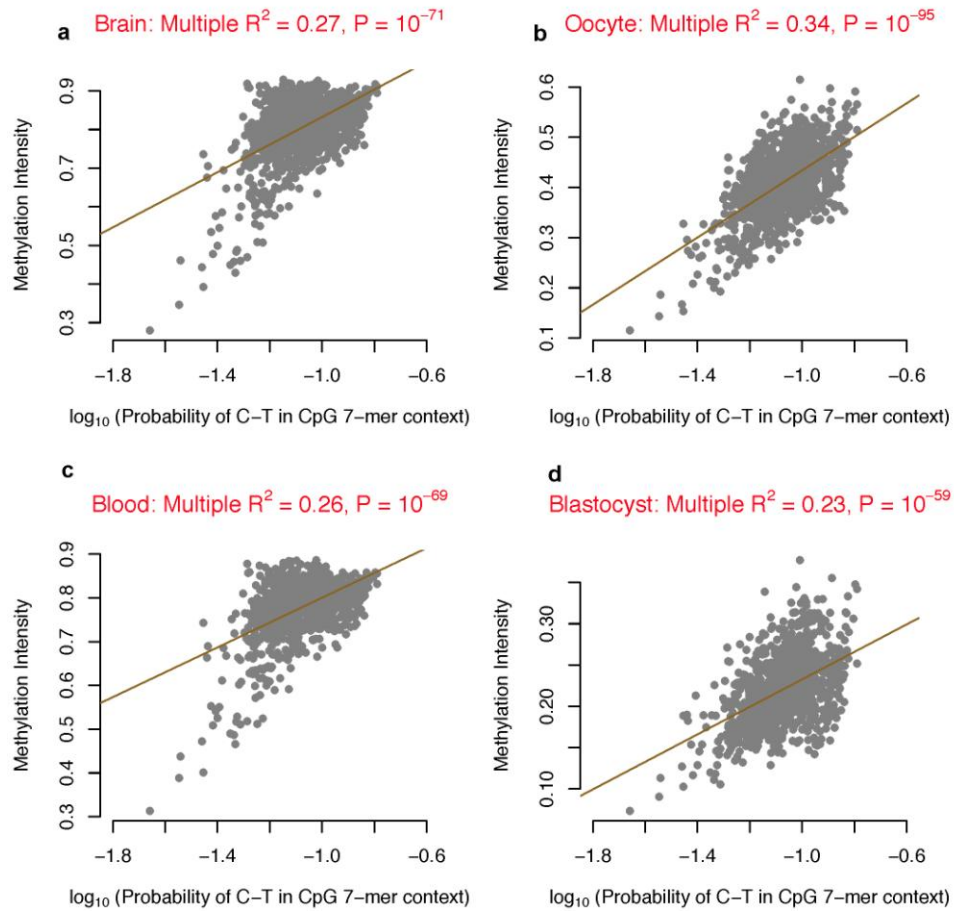 a Brain: Multiple R² = 0.27, P = 10⁻⁷¹
Methylation Intensity
0.9
0.7
0.5
0.3
−1.8 −1.4 −1.0 −0.6
log₁₀ (Probability of C−T in CpG 7−mer context)
b Oocyte: Multiple R² = 0.34, P = 10⁻⁹⁵
Methylation Intensity
0.6
0.5
0.4
0.3
0.2
0.1
−1.8 −1.4 −1.0 −0.6
log₁₀ (Probability of C−T in CpG 7−mer context)
c
Blood: Multiple R² = 0.26, P = 10⁻⁶⁹
Methylation Intensity
0.9
0.8
0.7
0.6
0.5
0.4
0.3
−1.8 −1.4 −1.0 −0.6
log₁₀ (Probability of C−T in CpG 7−mer context)
d
Blastocyst: Multiple R² = 0.23, P = 10⁻⁵⁹
Methylation Intensity
0.30
0.20
0.10
−1.8 −1.4 −1.0 −0.6
log₁₀ (Probability of C−T in CpG 7−mer context)